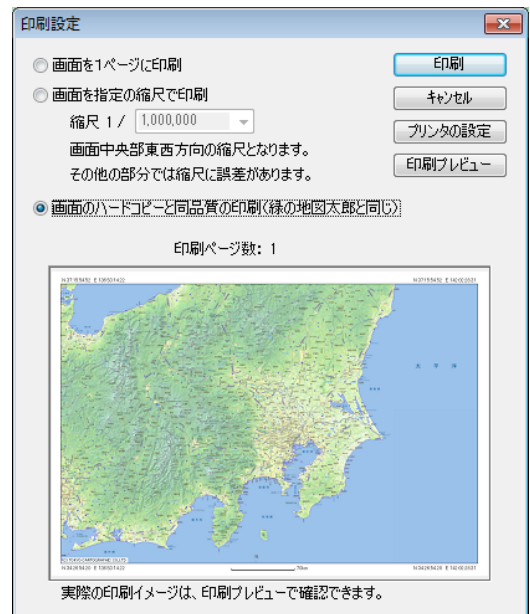 印刷設定
画面を1ページに印刷
印刷
画面を指定の縮尺で印刷
キャンセル
縮尺 1 / 1,000,000
プリンタの設定
画面中央部東西方向の縮尺となります。
印刷プレビュー
その他の部分では縮尺に誤差があります。
画面のハードコピーと同品質の印刷(緑の地図太郎と同じ)
印刷ページ数: 1
太 平 洋
実際の印刷イメージは、印刷プレビューで確認できます。